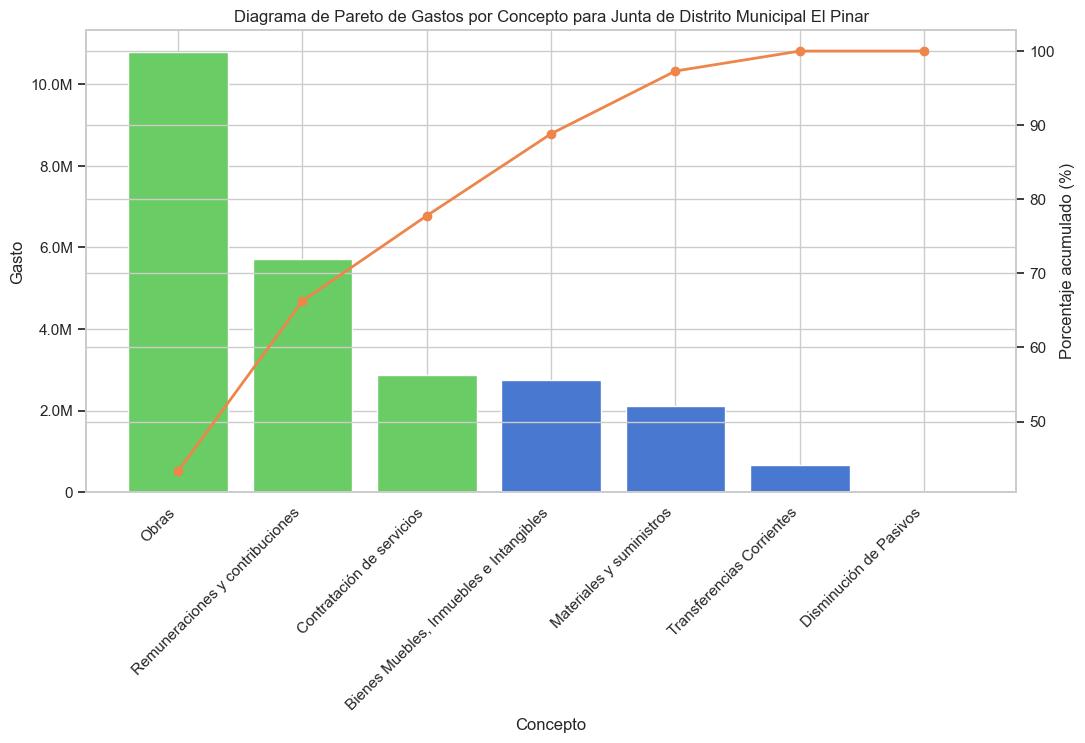 Diagrama de Pareto de Gastos por Concepto para Junta de Distrito Municipal El Pinar
Gasto
10.0M
8.0M
6.0M
4.0M
2.0M
0
100
90
80
70
60
50
Porcentaje acumulado (%)
Obras
Remuneraciones y contribuciones
Contratación de servicios
Bienes Muebles, Inmuebles e Intangibles
Materiales y suministros
Transferencias Corrientes
Disminución de Pasivos
Concepto